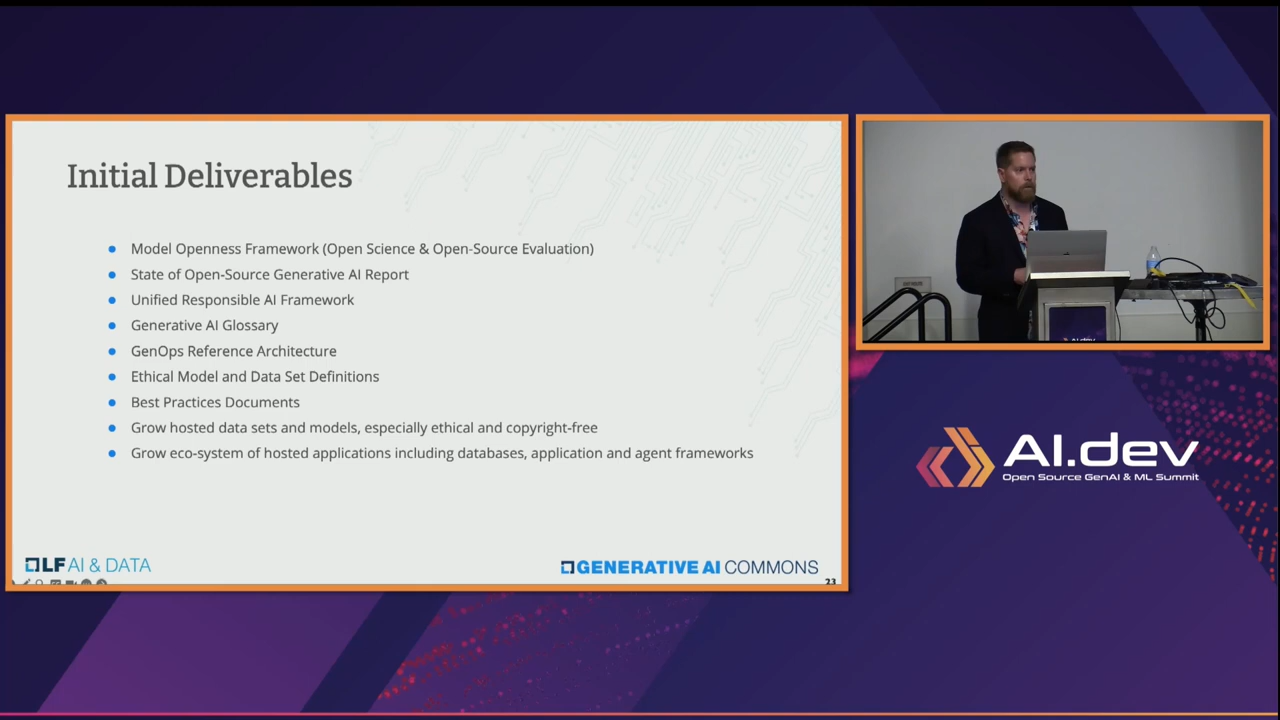 Initial Deliverables
Model Openness Framework (Open Science & Open-Source Evaluation)
State of Open-Source Generative AI Report
Unified Responsible AI Framework
Generative AI Glossary
GenOps Reference Architecture
Ethical Model and Data Set Definitions
Best Practices Documents
Grow hosted data sets and models, especially ethical and copyright-free
Grow eco-system of hosted applications including databases, application and agent frameworks
LF AI & DATA
GENERATIVE AI COMMONS
23
AI.dev
AI.dev
Open Source GenAI & ML Summit